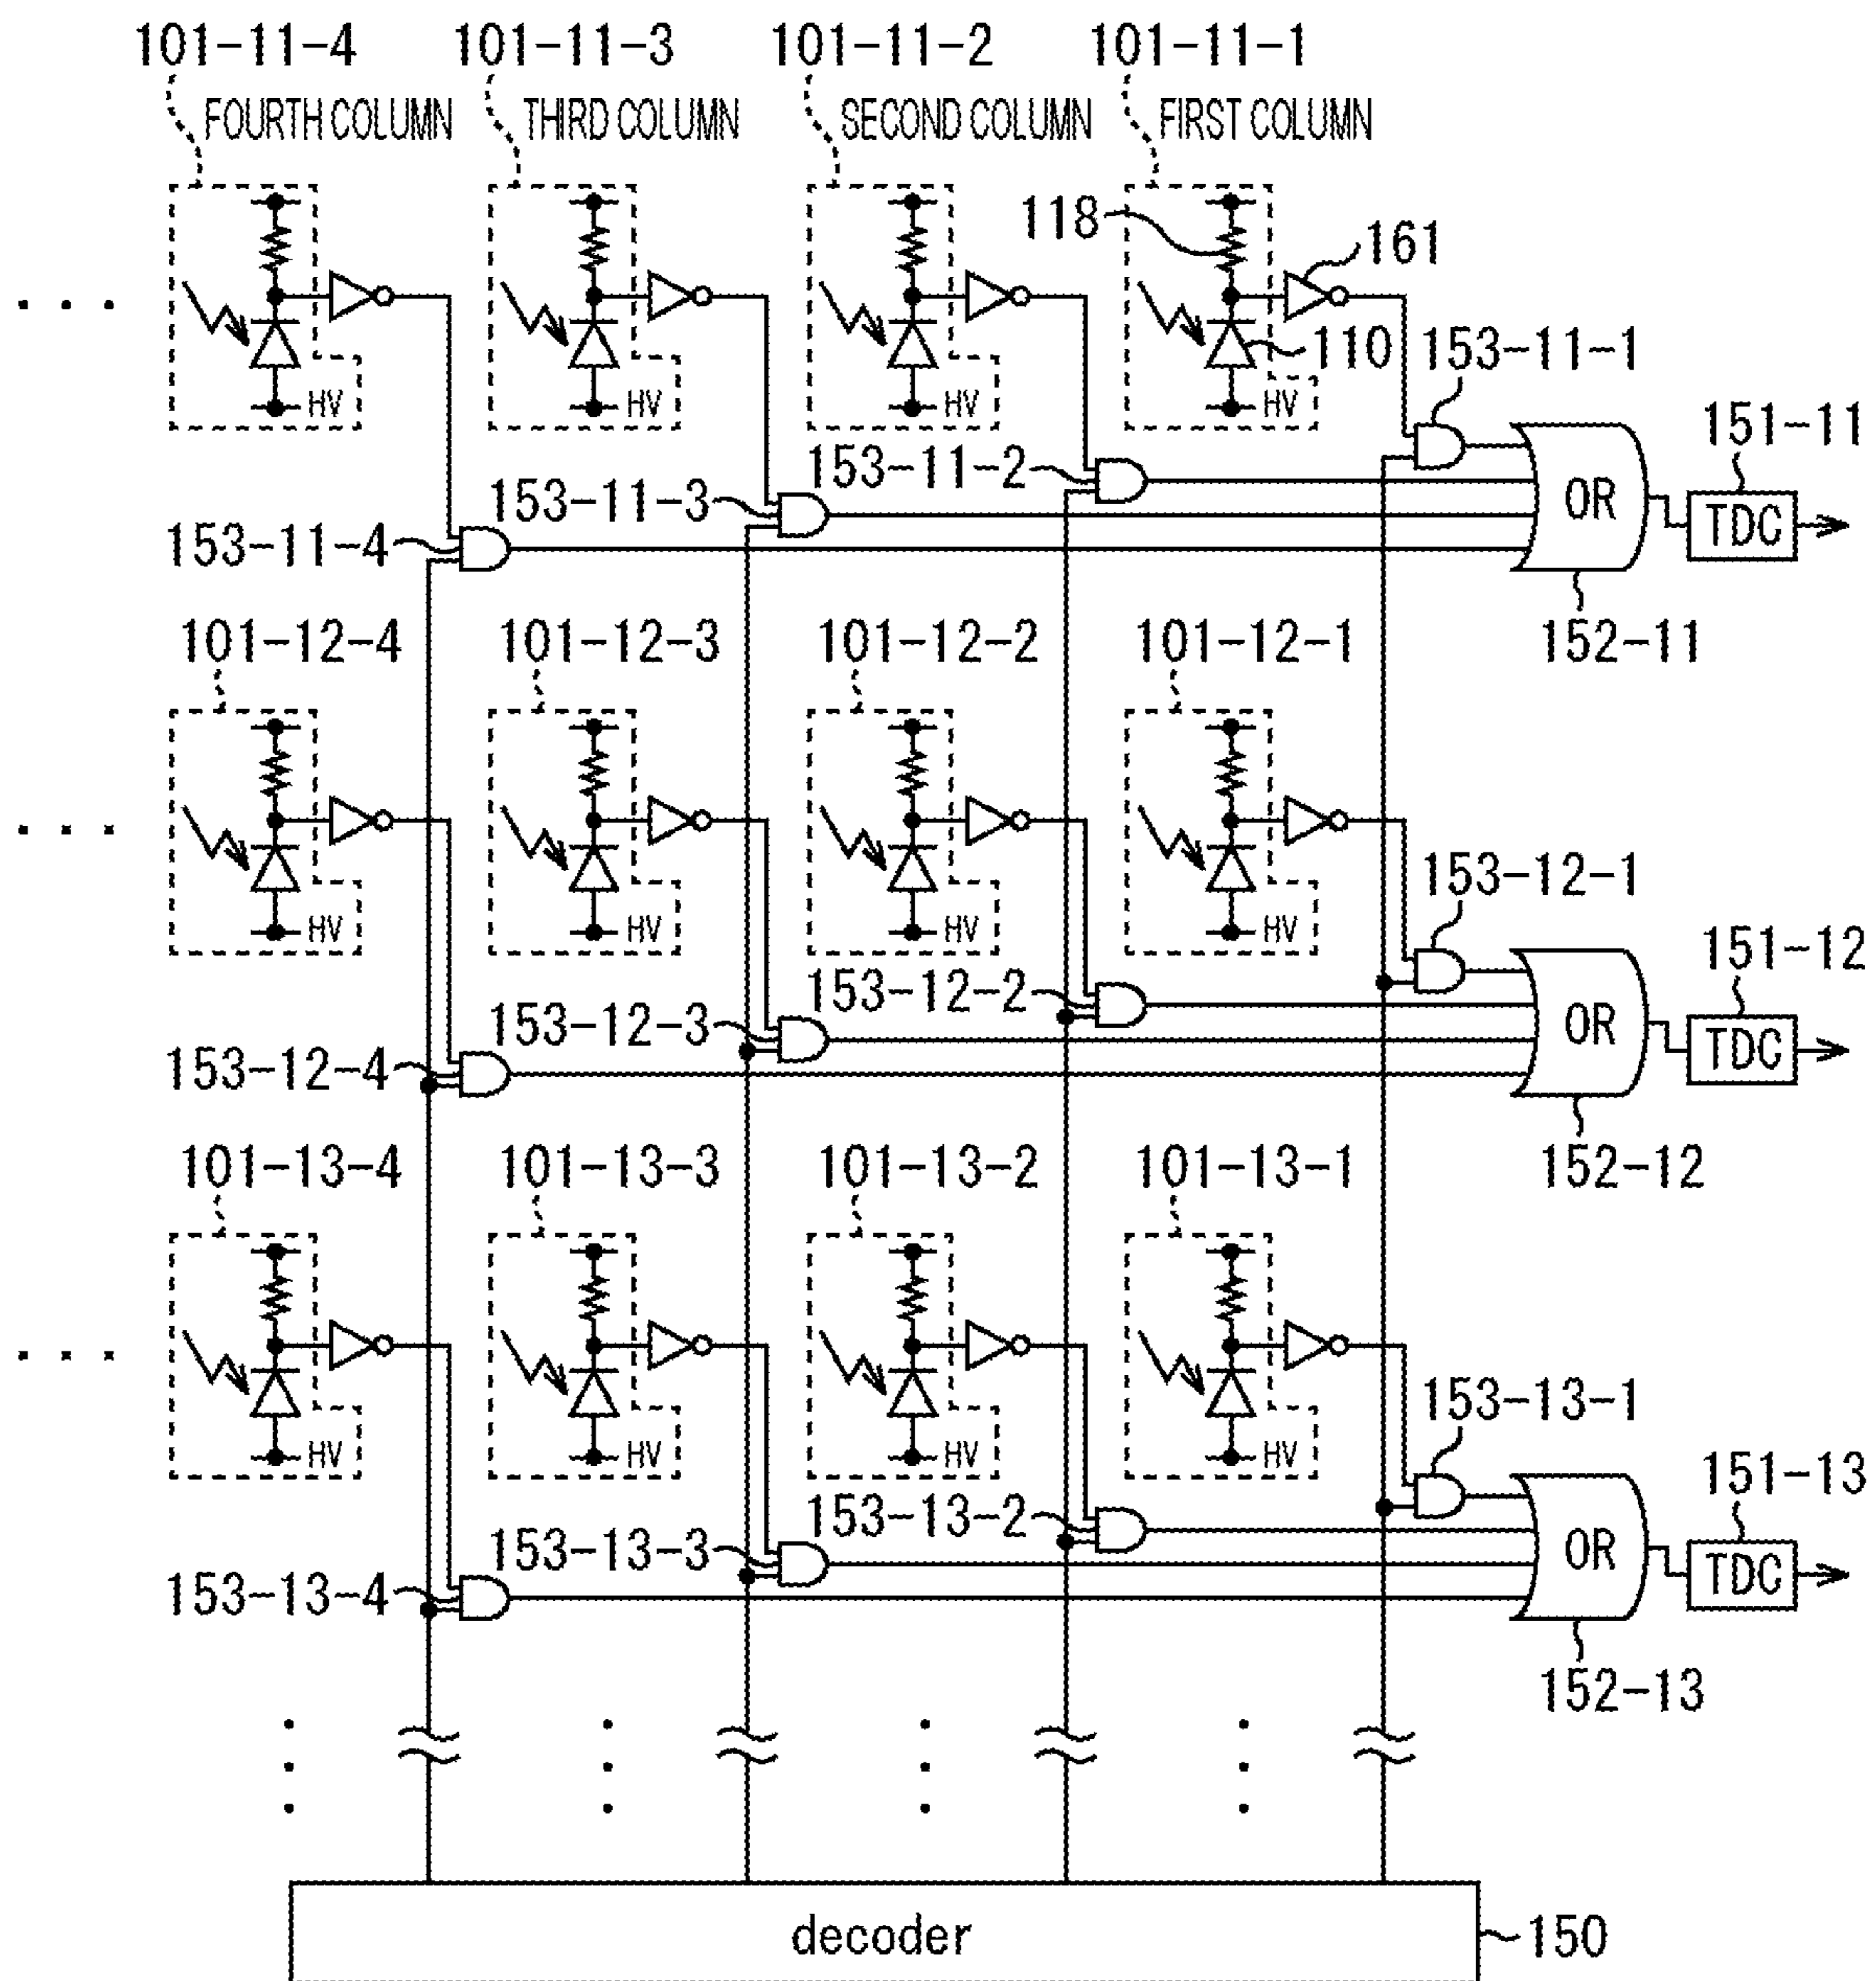 101-11-4 101-11-3 101-11-2 101-11-1
FOURTH COLUMN THIRD COLUMN SECOND COLUMN FIRST COLUMN
118
161
110
153-11-1
HV HV HV HV
151-11
153-11-2
153-11-3
OR
TDC
153-11-4
152-11
101-12-4 101-12-3 101-12-2 101-12-1
153-12-1
HV HV HV HV
151-12
153-12-2
153-12-3
OR
TDC
153-12-4
152-12
101-13-4 101-13-3 101-13-2 101-13-1
153-13-1
HV HV HV HV
151-13
153-13-2
153-13-3
OR
TDC
153-13-4
152-13
decoder
150